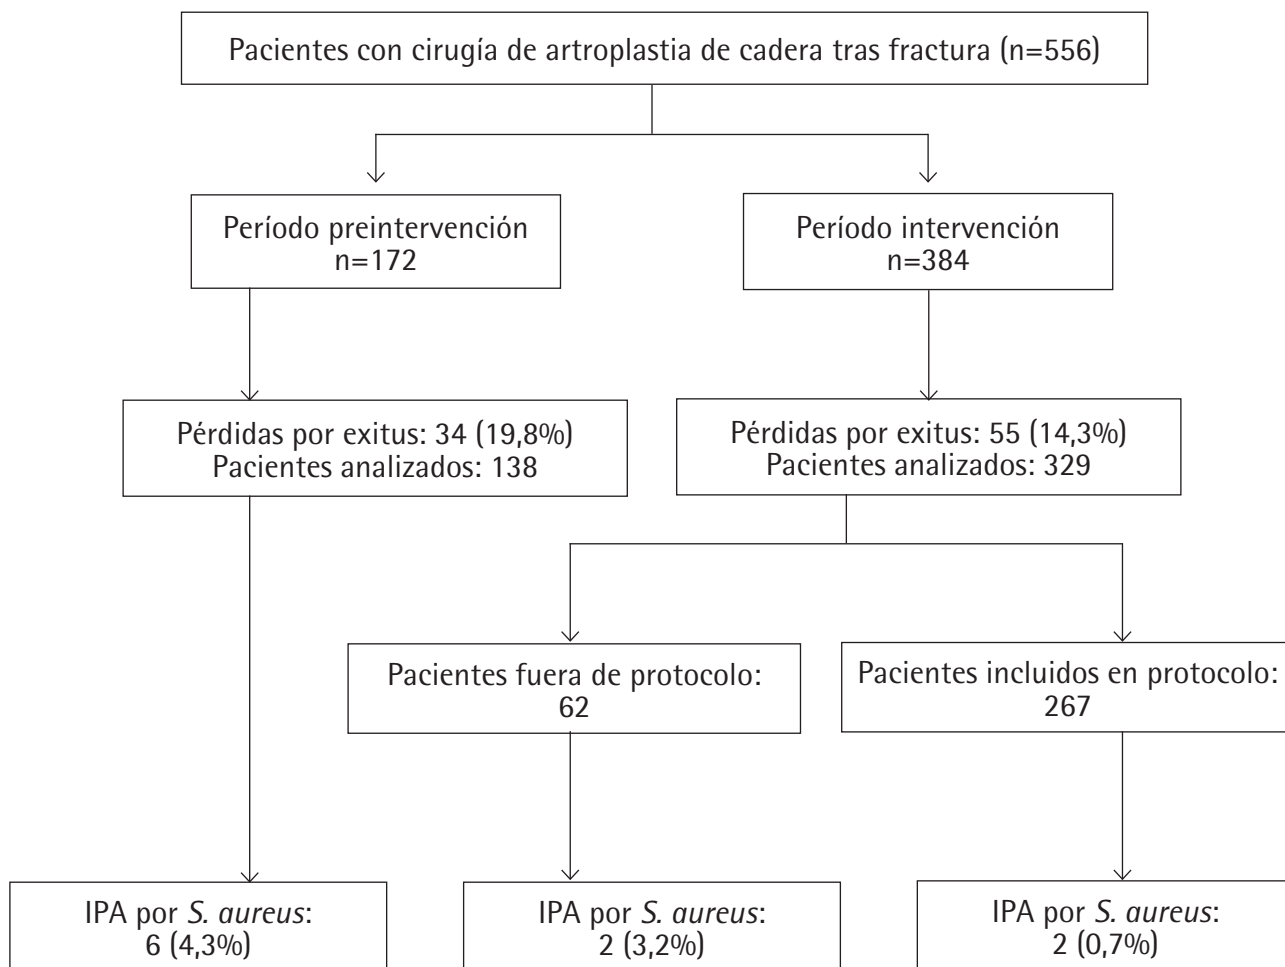 Pacientes con cirugía de artroplastia de cadera tras fractura (n=556)
Período preintervención
n=172
Período intervención
n=384
Pérdidas por exitus: 34 (19,8%)
Pacientes analizados: 138
Pérdidas por exitus: 55 (14,3%)
Pacientes analizados: 329
Pacientes fuera de protocolo:
62
Pacientes incluidos en protocolo:
267
IPA por S. aureus:
6 (4,3%)
IPA por S. aureus:
2 (3,2%)
IPA por S. aureus:
2 (0,7%)